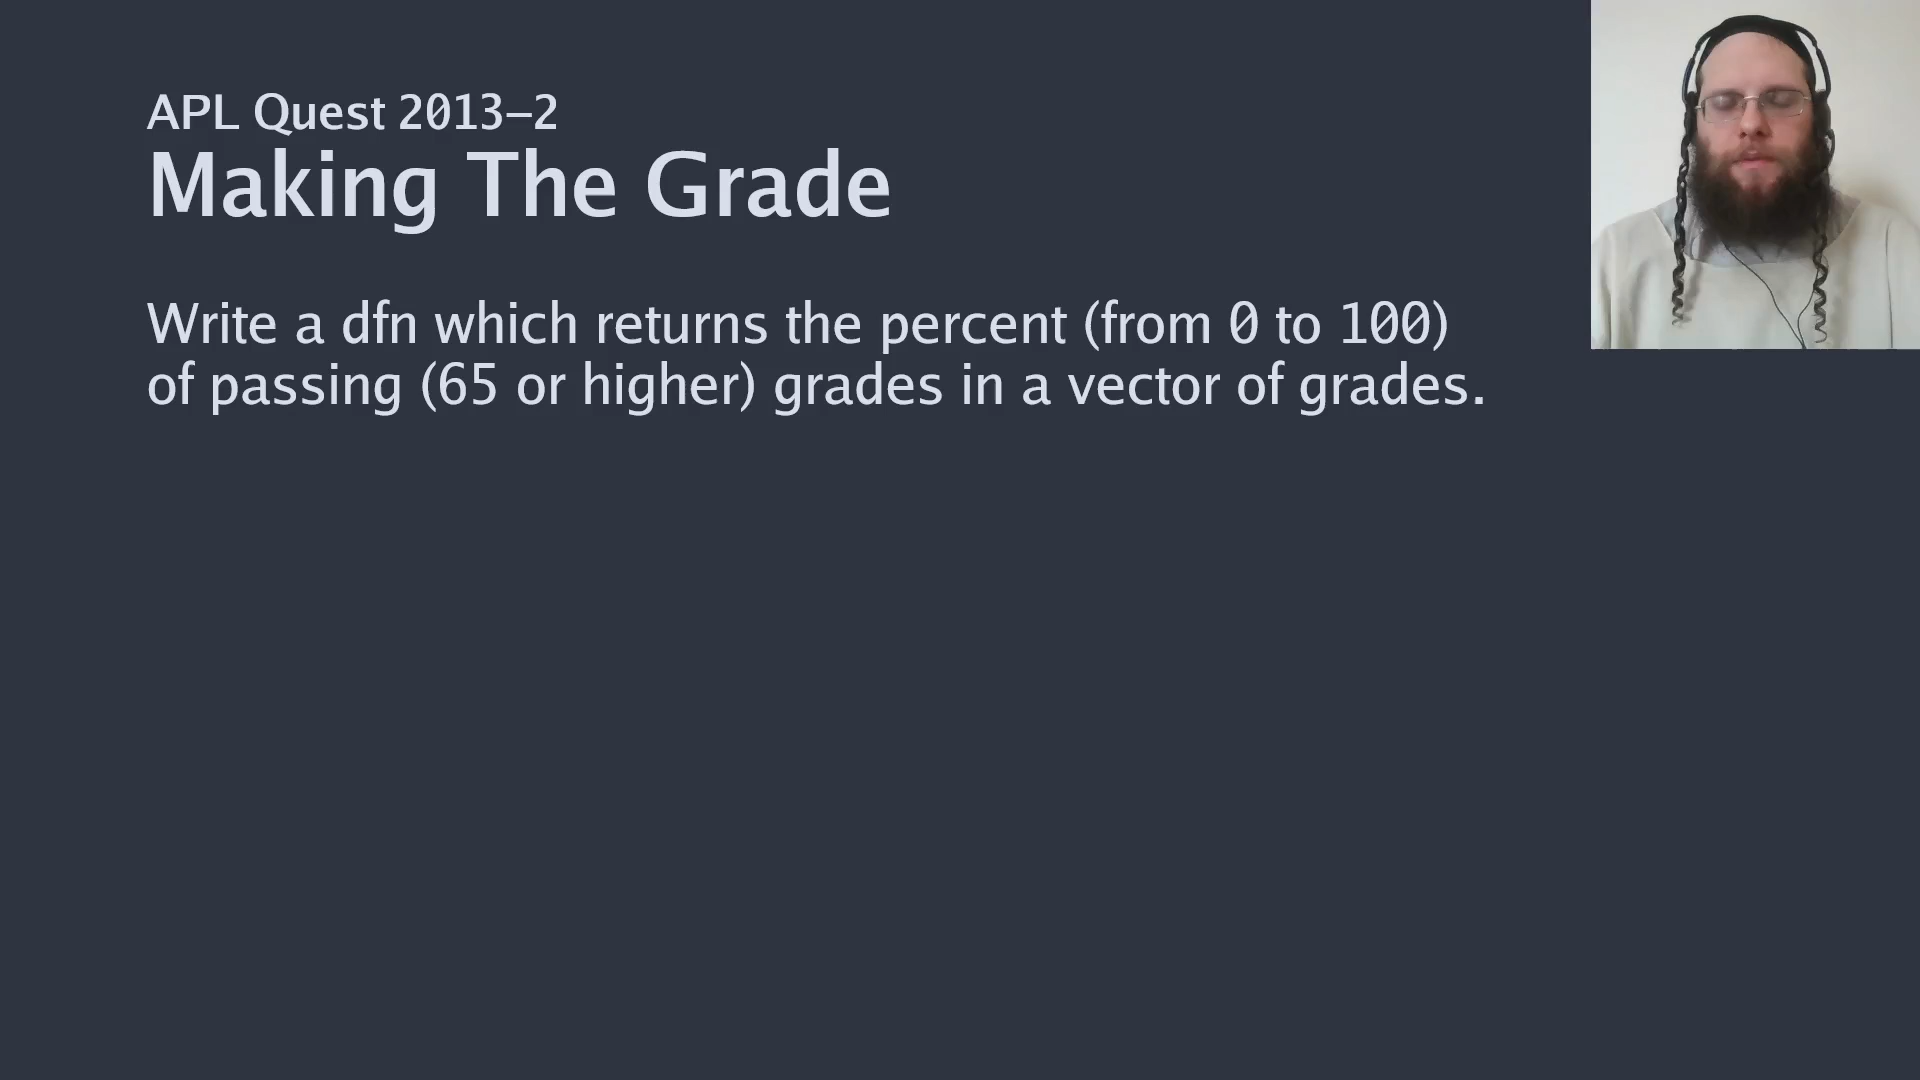 APL Quest 2013–2
Making The Grade
Write a dfn which returns the percent (from 0 to 100)
of passing (65 or higher) grades in a vector of grades.